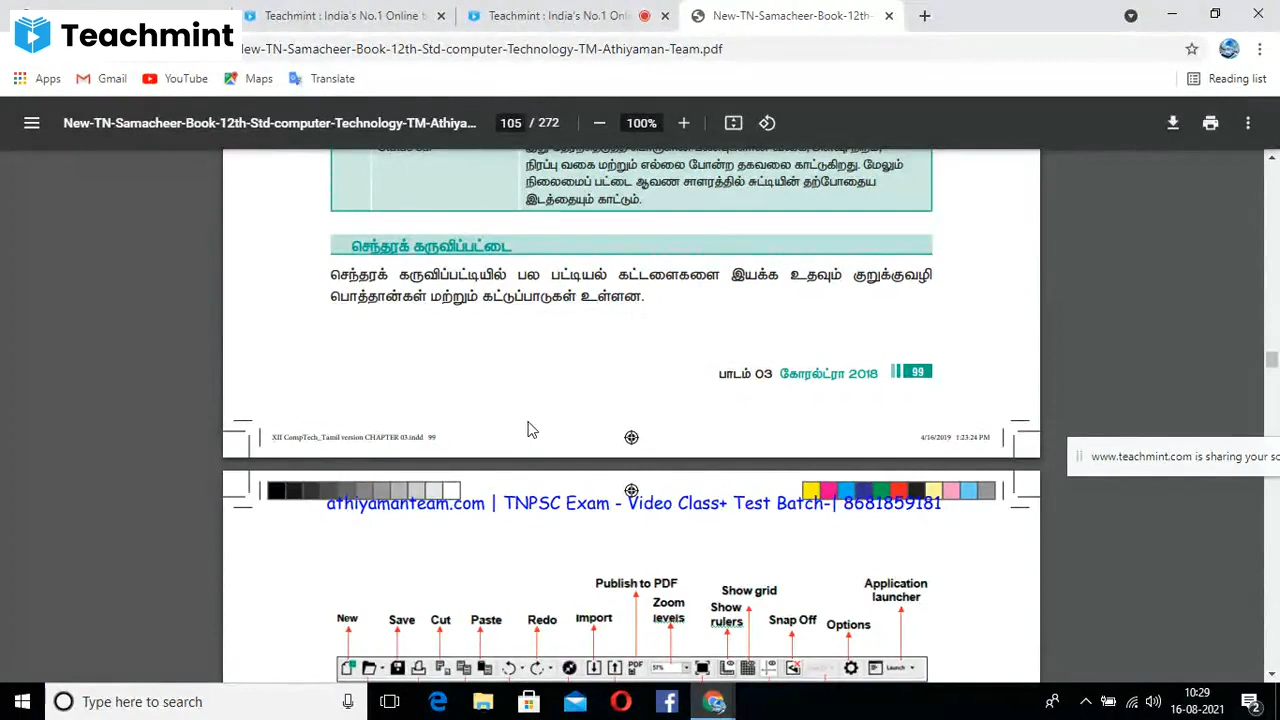 Teachmint : India's No.1 Online t
Teachmint : India's No.1 Onl
New-TN-Samacheer-Book-12th-
Teachmint
ew-TN-Samacheer-Book-12th-Std-computer-Technology-TM-Athiyaman-Team.pdf
Apps Gmail YouTube Maps Translate Reading list
New-TN-Samacheer-Book-12th-Std-computer-Technology-TM-Athiya... 105 / 272 100%
நிரப்பு வகை மற்றும் எல்லை போன்ற தகவலை காட்டுகிறது. மேலும்
நிலைமைப் பட்டை ஆவண சாளரத்தில் சுட்டியின் தற்போதைய
இடத்தையும் காட்டும்.
செந்தரக் கருவிப்பட்டை
செந்தரக் கருவிப்பட்டியில் பல பட்டியல் கட்டளைகளை இயக்க உதவும் குறுக்குவழி
பொத்தான்கள் மற்றும் கட்டுப்பாடுகள் உள்ளன.
பாடம் 03 கோரல்ட்ரா 2018 99
XII CompTech_Tamil version CHAPTER 03.indd 99 4/16/2019 1:23:24 PM
www.teachmint.com is sharing your sc
athiyamanteam.com | TNPSC Exam - Video Class+ Test Batch-| 8681859181
Publish to PDF
Application
launcher
Show grid
Zoom
levels
Show
rulers
New Save Cut Paste Redo Import Snap Off Options
PDF 57% Launch
Type here to search
10:29
16-08-2021
2